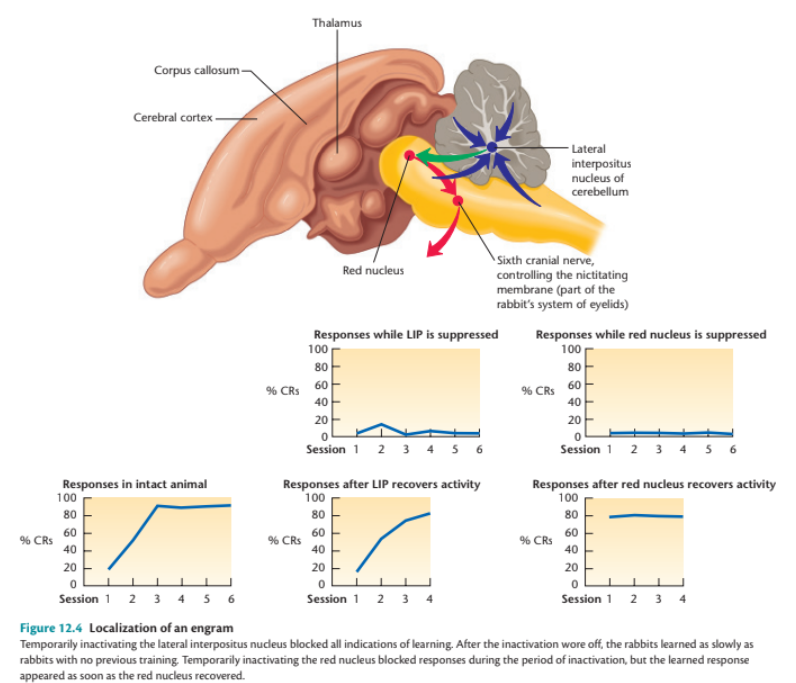 Thalamus
Corpus callosum
Cerebral cortex
Lateral
interpositus
nucleus of
cerebellum
Red nucleus
Sixth cranial nerve,
controlling the nictitating
membrane (part of the
rabbit's system of eyelids)
Responses while LIP is suppressed
100
80
% CRs
60
40
20
0
Session 1 2 3 4 5 6
Responses while red nucleus is suppressed
100
80
% CRs
60
40
20
0
Session 1 2 3 4 5 6
Responses in intact animal
100
80
% CRs
60
40
20
0
Session 1 2 3 4 5 6
Responses after LIP recovers activity
100
80
% CRs
60
40
20
0
Session 1 2 3 4
Responses after red nucleus recovers activity
100
80
% CRs
60
40
20
0
Session 1 2 3 4
Figure 12.4 Localization of an engram
Temporarily inactivating the lateral interpositus nucleus blocked all indications of learning. After the inactivation wore off, the rabbits learned as slowly as
rabbits with no previous training. Temporarily inactivating the red nucleus blocked responses during the period of inactivation, but the learned response
appeared as soon as the red nucleus recovered.